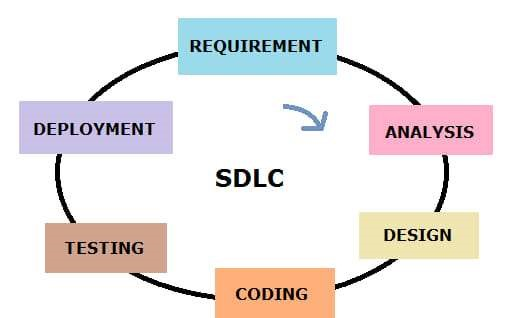 REQUIREMENT
ANALYSIS
DESIGN
CODING
TESTING
DEPLOYMENT
SDLC